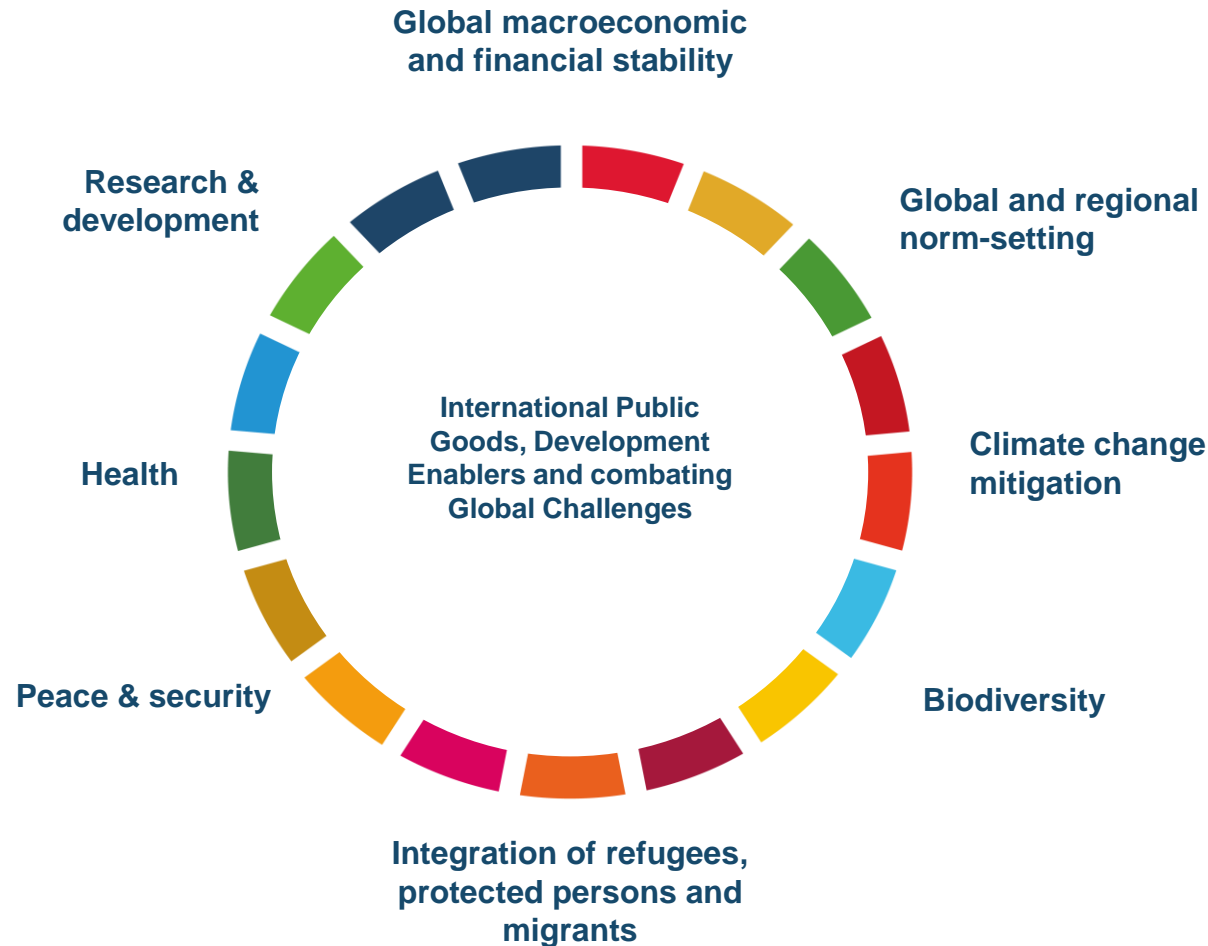 Global macroeconomic
and financial stability
Research &
development
Global and regional
norm-setting
International Public
Goods, Development
Enablers and combating
Global Challenges
Climate change
mitigation
Health
Peace & security
Biodiversity
Integration of refugees,
protected persons and
migrants